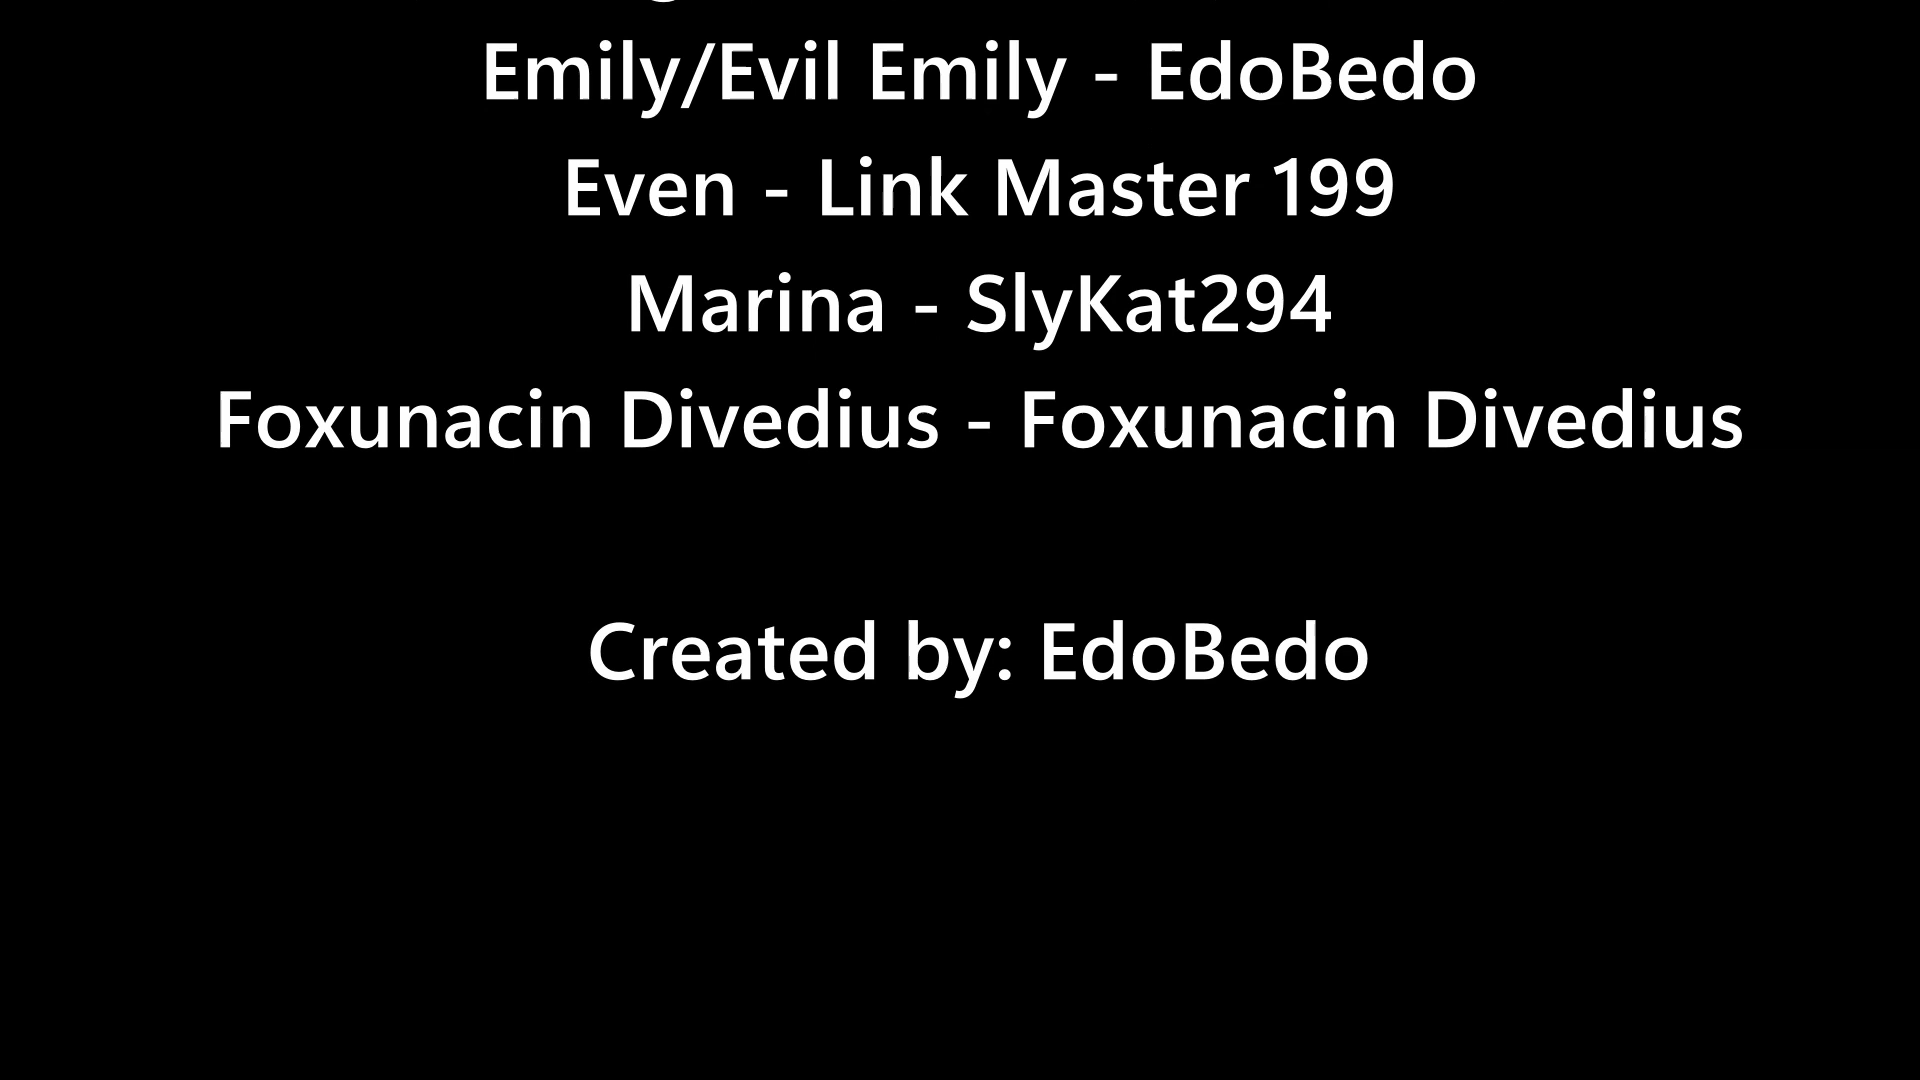 Emily/Evil Emily - EdoBedo
Even - Link Master 199
Marina - SlyKat294
Foxunacin Divedius - Foxunacin Divedius
Created by: EdoBedo